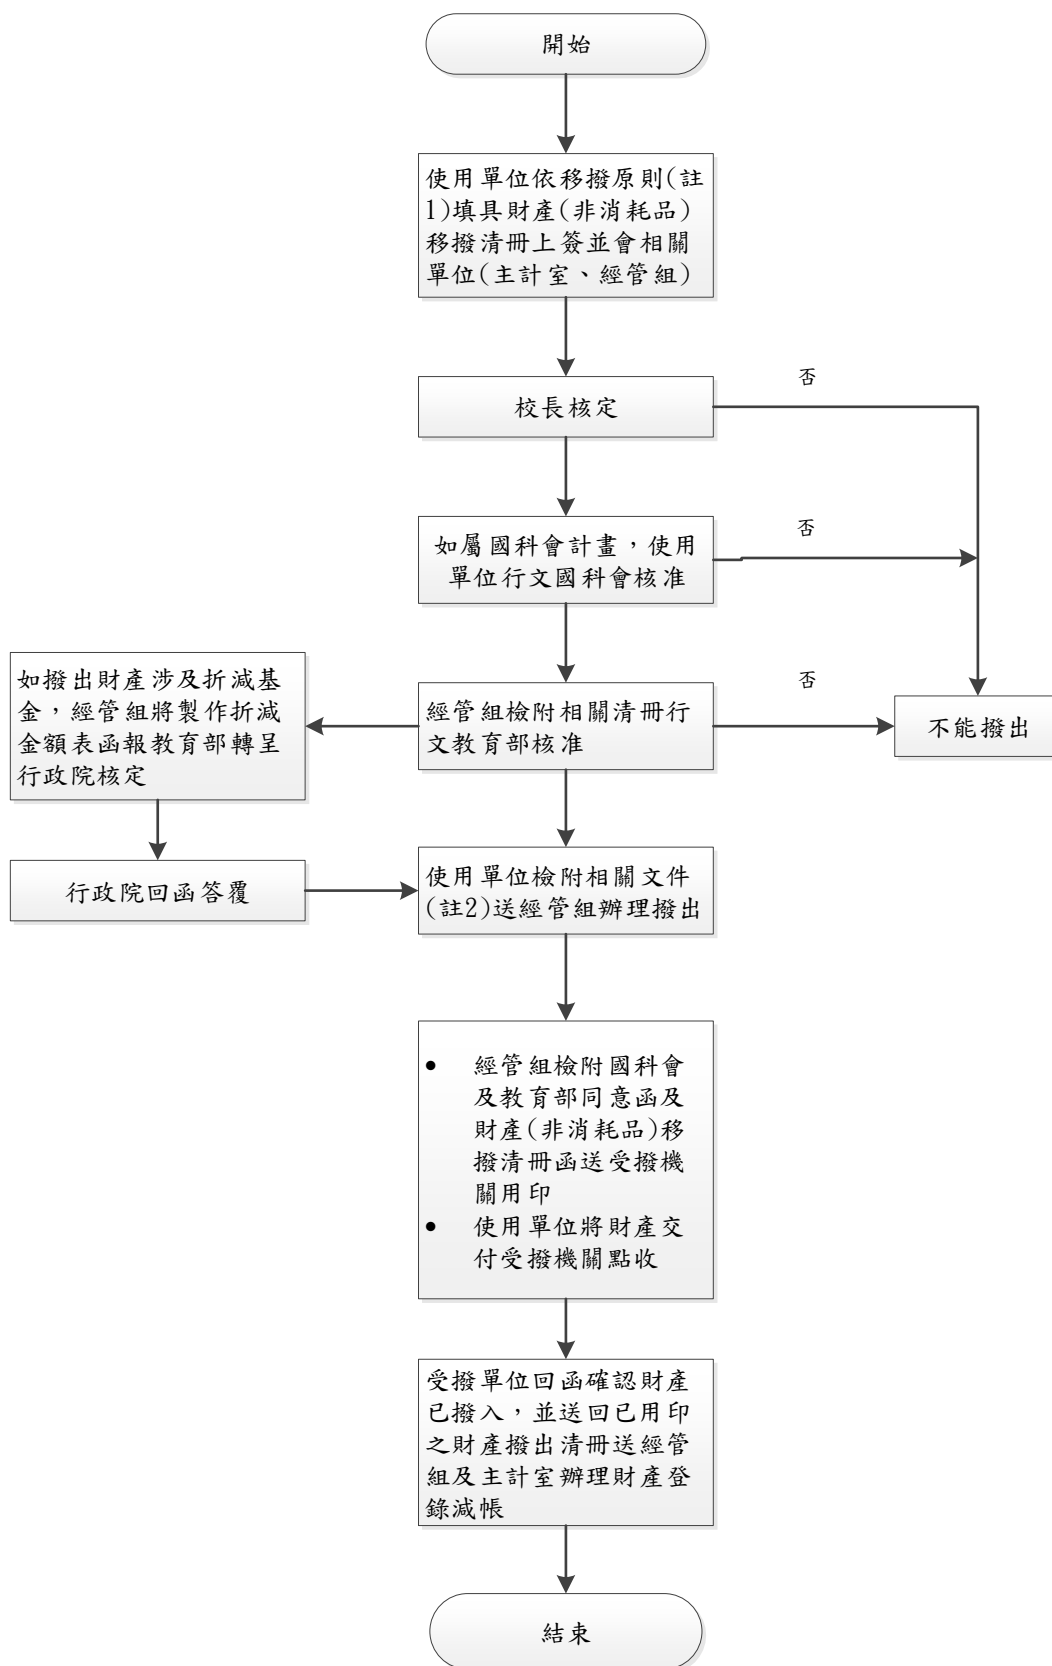 開始
使用單位依移撥原則(註
1)填具財產(非消耗品)
移撥清冊上簽並會相關
單位(主計室、經管組)
否
校長核定
否
如屬國科會計畫，使用
單位行文國科會核准
如撥出財產涉及折減基
金，經管組將製作折減
金額表函報教育部轉呈
行政院核定
否
經管組檢附相關清冊行
文教育部核准
不能撥出
行政院回函答覆
使用單位檢附相關文件
(註2)送經管組辦理撥出
• 經管組檢附國科會
及教育部同意函及
財產(非消耗品)移
撥清冊函送受撥機
關用印
• 使用單位將財產交
付受撥機關點收
受撥單位回函確認財產
已撥入，並送回已用印
之財產撥出清冊送經管
組及主計室辦理財產登
錄減帳
結束